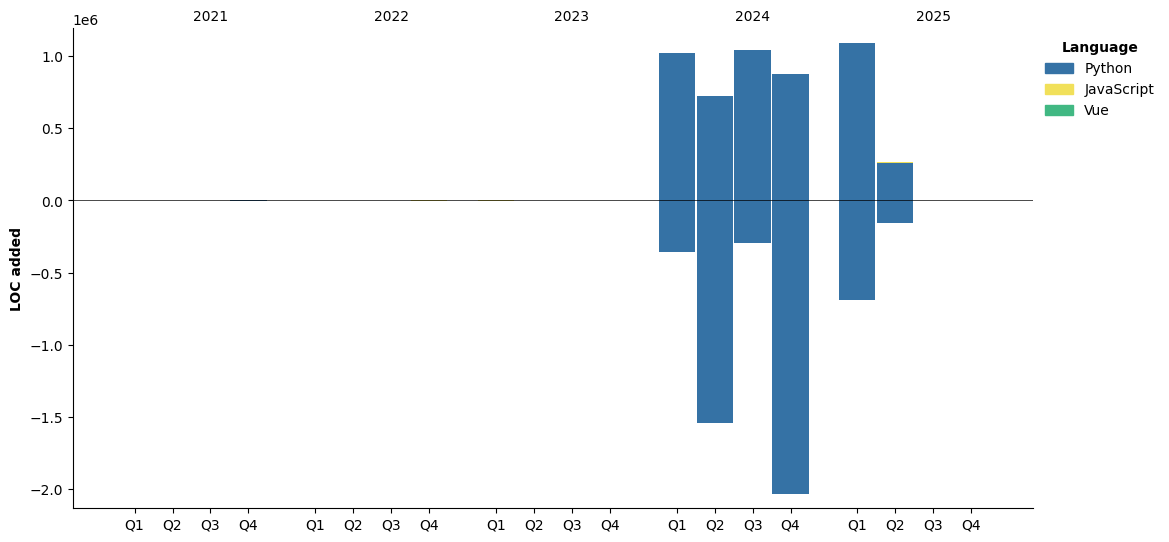 1e6
2021 2022 2023 2024 2025
Language
Python
JavaScript
Vue
1.0
0.5
0.0
−0.5
−1.0
−1.5
−2.0
LOC added
Q1 Q2 Q3 Q4 Q1 Q2 Q3 Q4 Q1 Q2 Q3 Q4 Q1 Q2 Q3 Q4 Q1 Q2 Q3 Q4